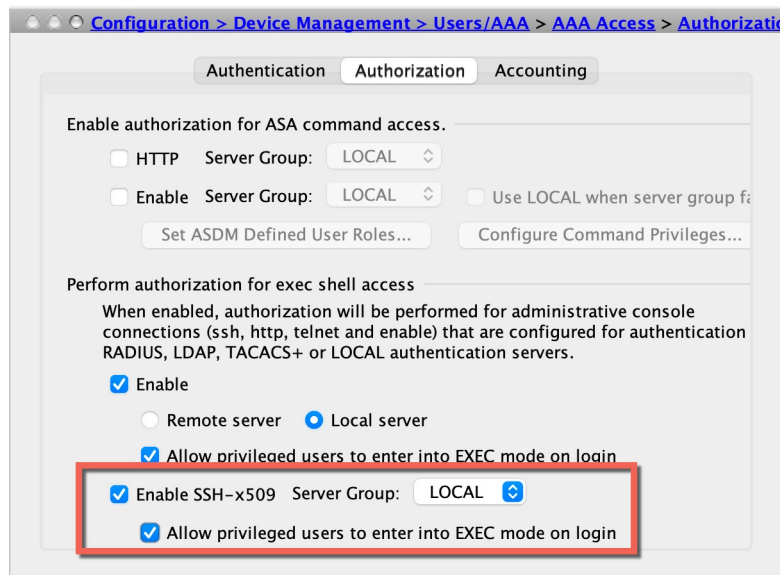 Configuration > Device Management > Users/AAA > AAA Access > Authorizatio
Authentication Authorization Accounting
Enable authorization for ASA command access.
HTTP Server Group: LOCAL
Enable Server Group: LOCAL Use LOCAL when server group fa
Set ASDM Defined User Roles... Configure Command Privileges...
Perform authorization for exec shell access
When enabled, authorization will be performed for administrative console
connections (ssh, http, telnet and enable) that are configured for authentication
RADIUS, LDAP, TACACS+ or LOCAL authentication servers.
Enable
Remote server Local server
Allow privileged users to enter into EXEC mode on login
Enable SSH-x509 Server Group: LOCAL
Allow privileged users to enter into EXEC mode on login